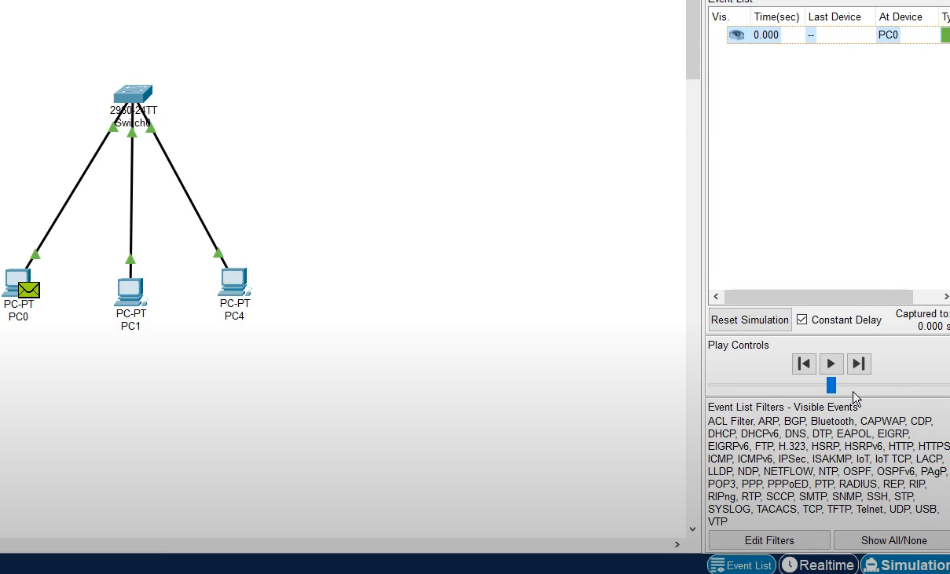 Event List
Vis. Time(sec) Last Device At Device Ty
0.000 -- PC0
2960-24TT
Switch0
PC-PT
PC0
PC-PT
PC1
PC-PT
PC4
Reset Simulation Constant Delay Captured to:
0.000 s
Play Controls
Event List Filters - Visible Events
ACL Filter, ARP, BGP, Bluetooth, CAPWAP, CDP,
DHCP, DHCPv6, DNS, DTP, EAPOL, EIGRP,
EIGRPv6, FTP, H.323, HSRP, HSRPv6, HTTP, HTTPS
ICMP, ICMPv6, IPSec, ISAKMP, IoT, IoT TCP, LACP,
LLDP, NDP, NETFLOW, NTP, OSPF, OSPFv6, PAgP,
POP3, PPP, PPPoED, PTP, RADIUS, REP, RIP,
RIPng, RTP, SCCP, SMTP, SNMP, SSH, STP,
SYSLOG, TACACS, TCP, TFTP, Telnet, UDP, USB,
VTP
Edit Filters Show All/None
Event List Realtime Simulation